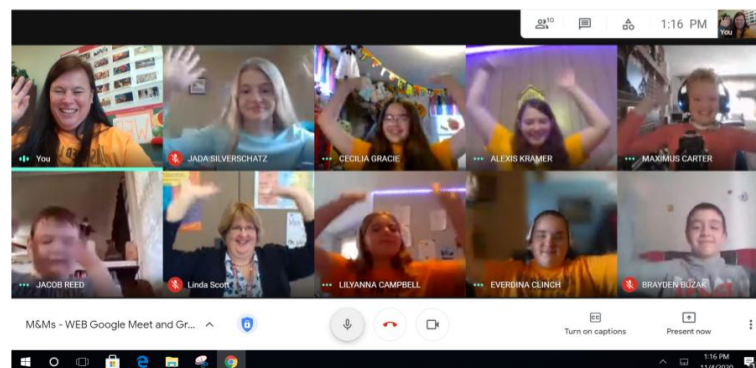 10
1:16 PM
You
You
JADA SILVERSCHATZ
CECILIA GRACIE
ALEXIS KRAMER
MAXIMUS CARTER
JACOB REED
Linda Scott
LILYANNA CAMPBELL
EVERDINA CLINCH
BRAYDEN BUZAK
M&Ms - WEB Google Meet and Gr...
Turn on captions
Present now
1:16 PM
11/4/2020